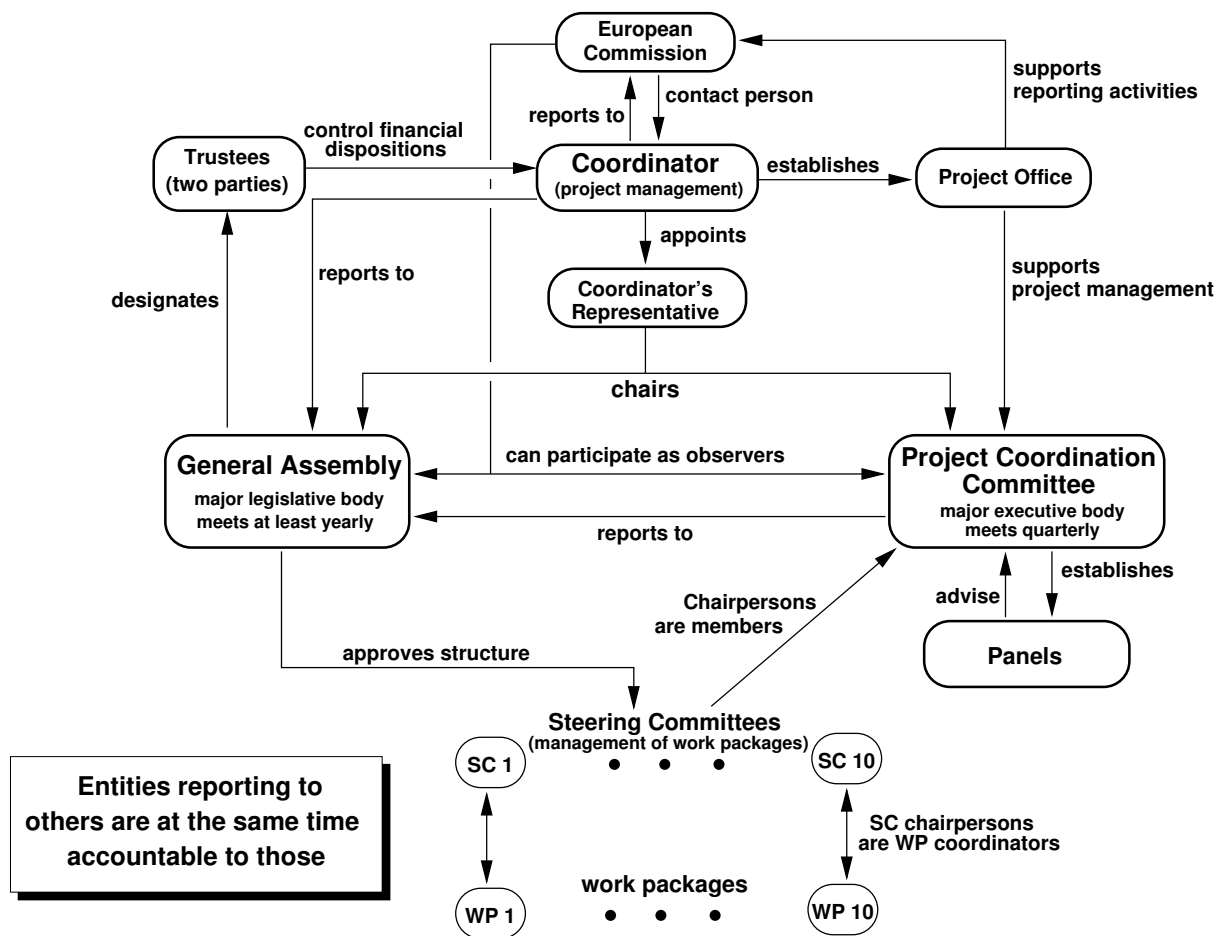 European
Commission
supports
reporting activities
contact person
reports to
control financial
dispositions
Trustees
(two parties)
Coordinator
(project management)
establishes
Project Office
appoints
reports to
designates
supports
project management
Coordinator’s
Representative
chairs
General Assembly
major legislative body
meets at least yearly
can participate as observers
Project Coordination
Committee
major executive body
meets quarterly
reports to
establishes
advise
Chairpersons
are members
Panels
approves structure
Steering Committees
(management of work packages)
SC 1
SC 10
Entities reporting to
others are at the same time
accountable to those
SC chairpersons
are WP coordinators
work packages
WP 1
WP 10